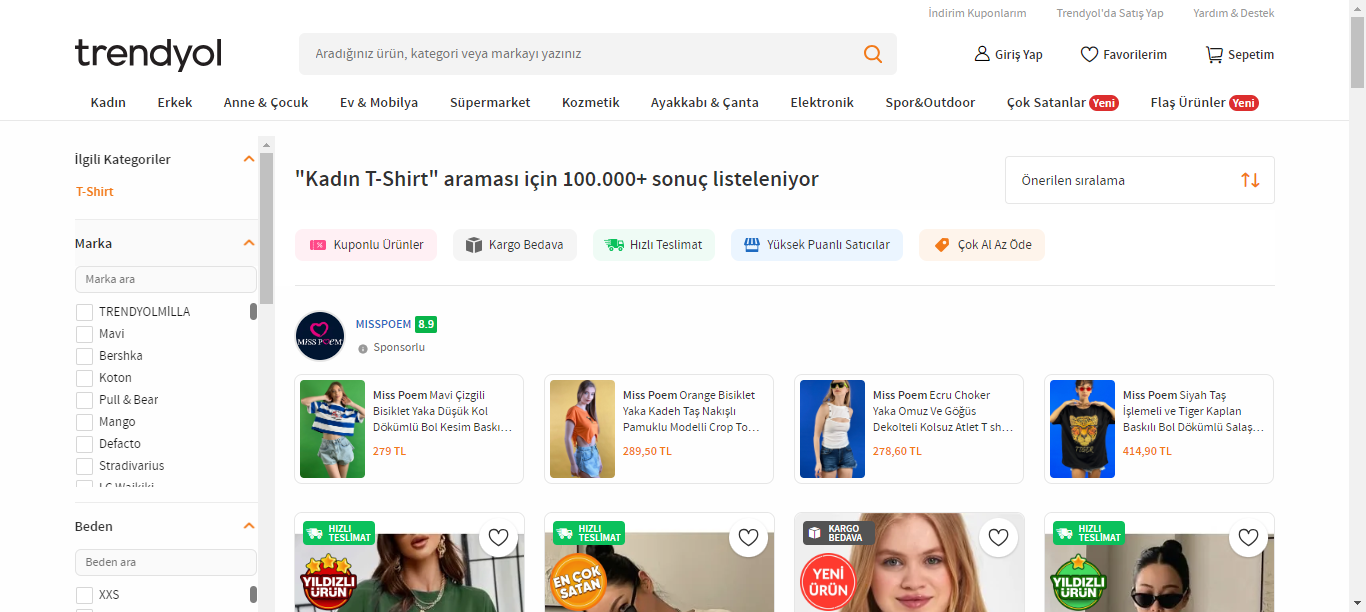 İndirim Kuponlarım Trendyol'da Satış Yap Yardım & Destek
trendyol
Aradığınız ürün, kategori veya markayı yazınız
Giriş Yap Favorilerim Sepetim
Kadın Erkek Anne & Çocuk Ev & Mobilya Süpermarket Kozmetik Ayakkabı & Çanta Elektronik Spor&Outdoor Çok Satanlar Yeni Flaş Ürünler Yeni
İlgili Kategoriler
T-Shirt
Marka
Marka ara
TRENDYOLMİLLA
Mavi
Bershka
Koton
Pull & Bear
Mango
Defacto
Stradivarius
LC Waikiki
Beden
Beden ara
XXS
"Kadın T-Shirt" araması için 100.000+ sonuç listeleniyor
Önerilen sıralama
Kuponlu Ürünler Kargo Bedava Hızlı Teslimat Yüksek Puanlı Satıcılar Çok Al Az Öde
MİSS POEM
MISSPOEM 8.9
Sponsorlu
Miss Poem Mavi Çizgili
Bisiklet Yaka Düşük Kol
Dökümlü Bol Kesim Baskı...
279 TL
Miss Poem Orange Bisiklet
Yaka Kadeh Taş Nakışlı
Pamuklu Modelli Crop To...
289,50 TL
Miss Poem Ecru Choker
Yaka Omuz Ve Göğüs
Dekolteli Kolsuz Atlet T sh...
278,60 TL
Miss Poem Siyah Taş
İşlemeli ve Tiger Kaplan
Baskılı Bol Dökümlü Salaş...
414,90 TL
TIGER
HIZLI
TESLİMAT
YILDIZLI
ÜRÜN
HIZLI
TESLİMAT
EN ÇOK
SATAN
KARGO
BEDAVA
YENİ
ÜRÜN
HIZLI
TESLİMAT
YILDIZLI
ÜRÜN